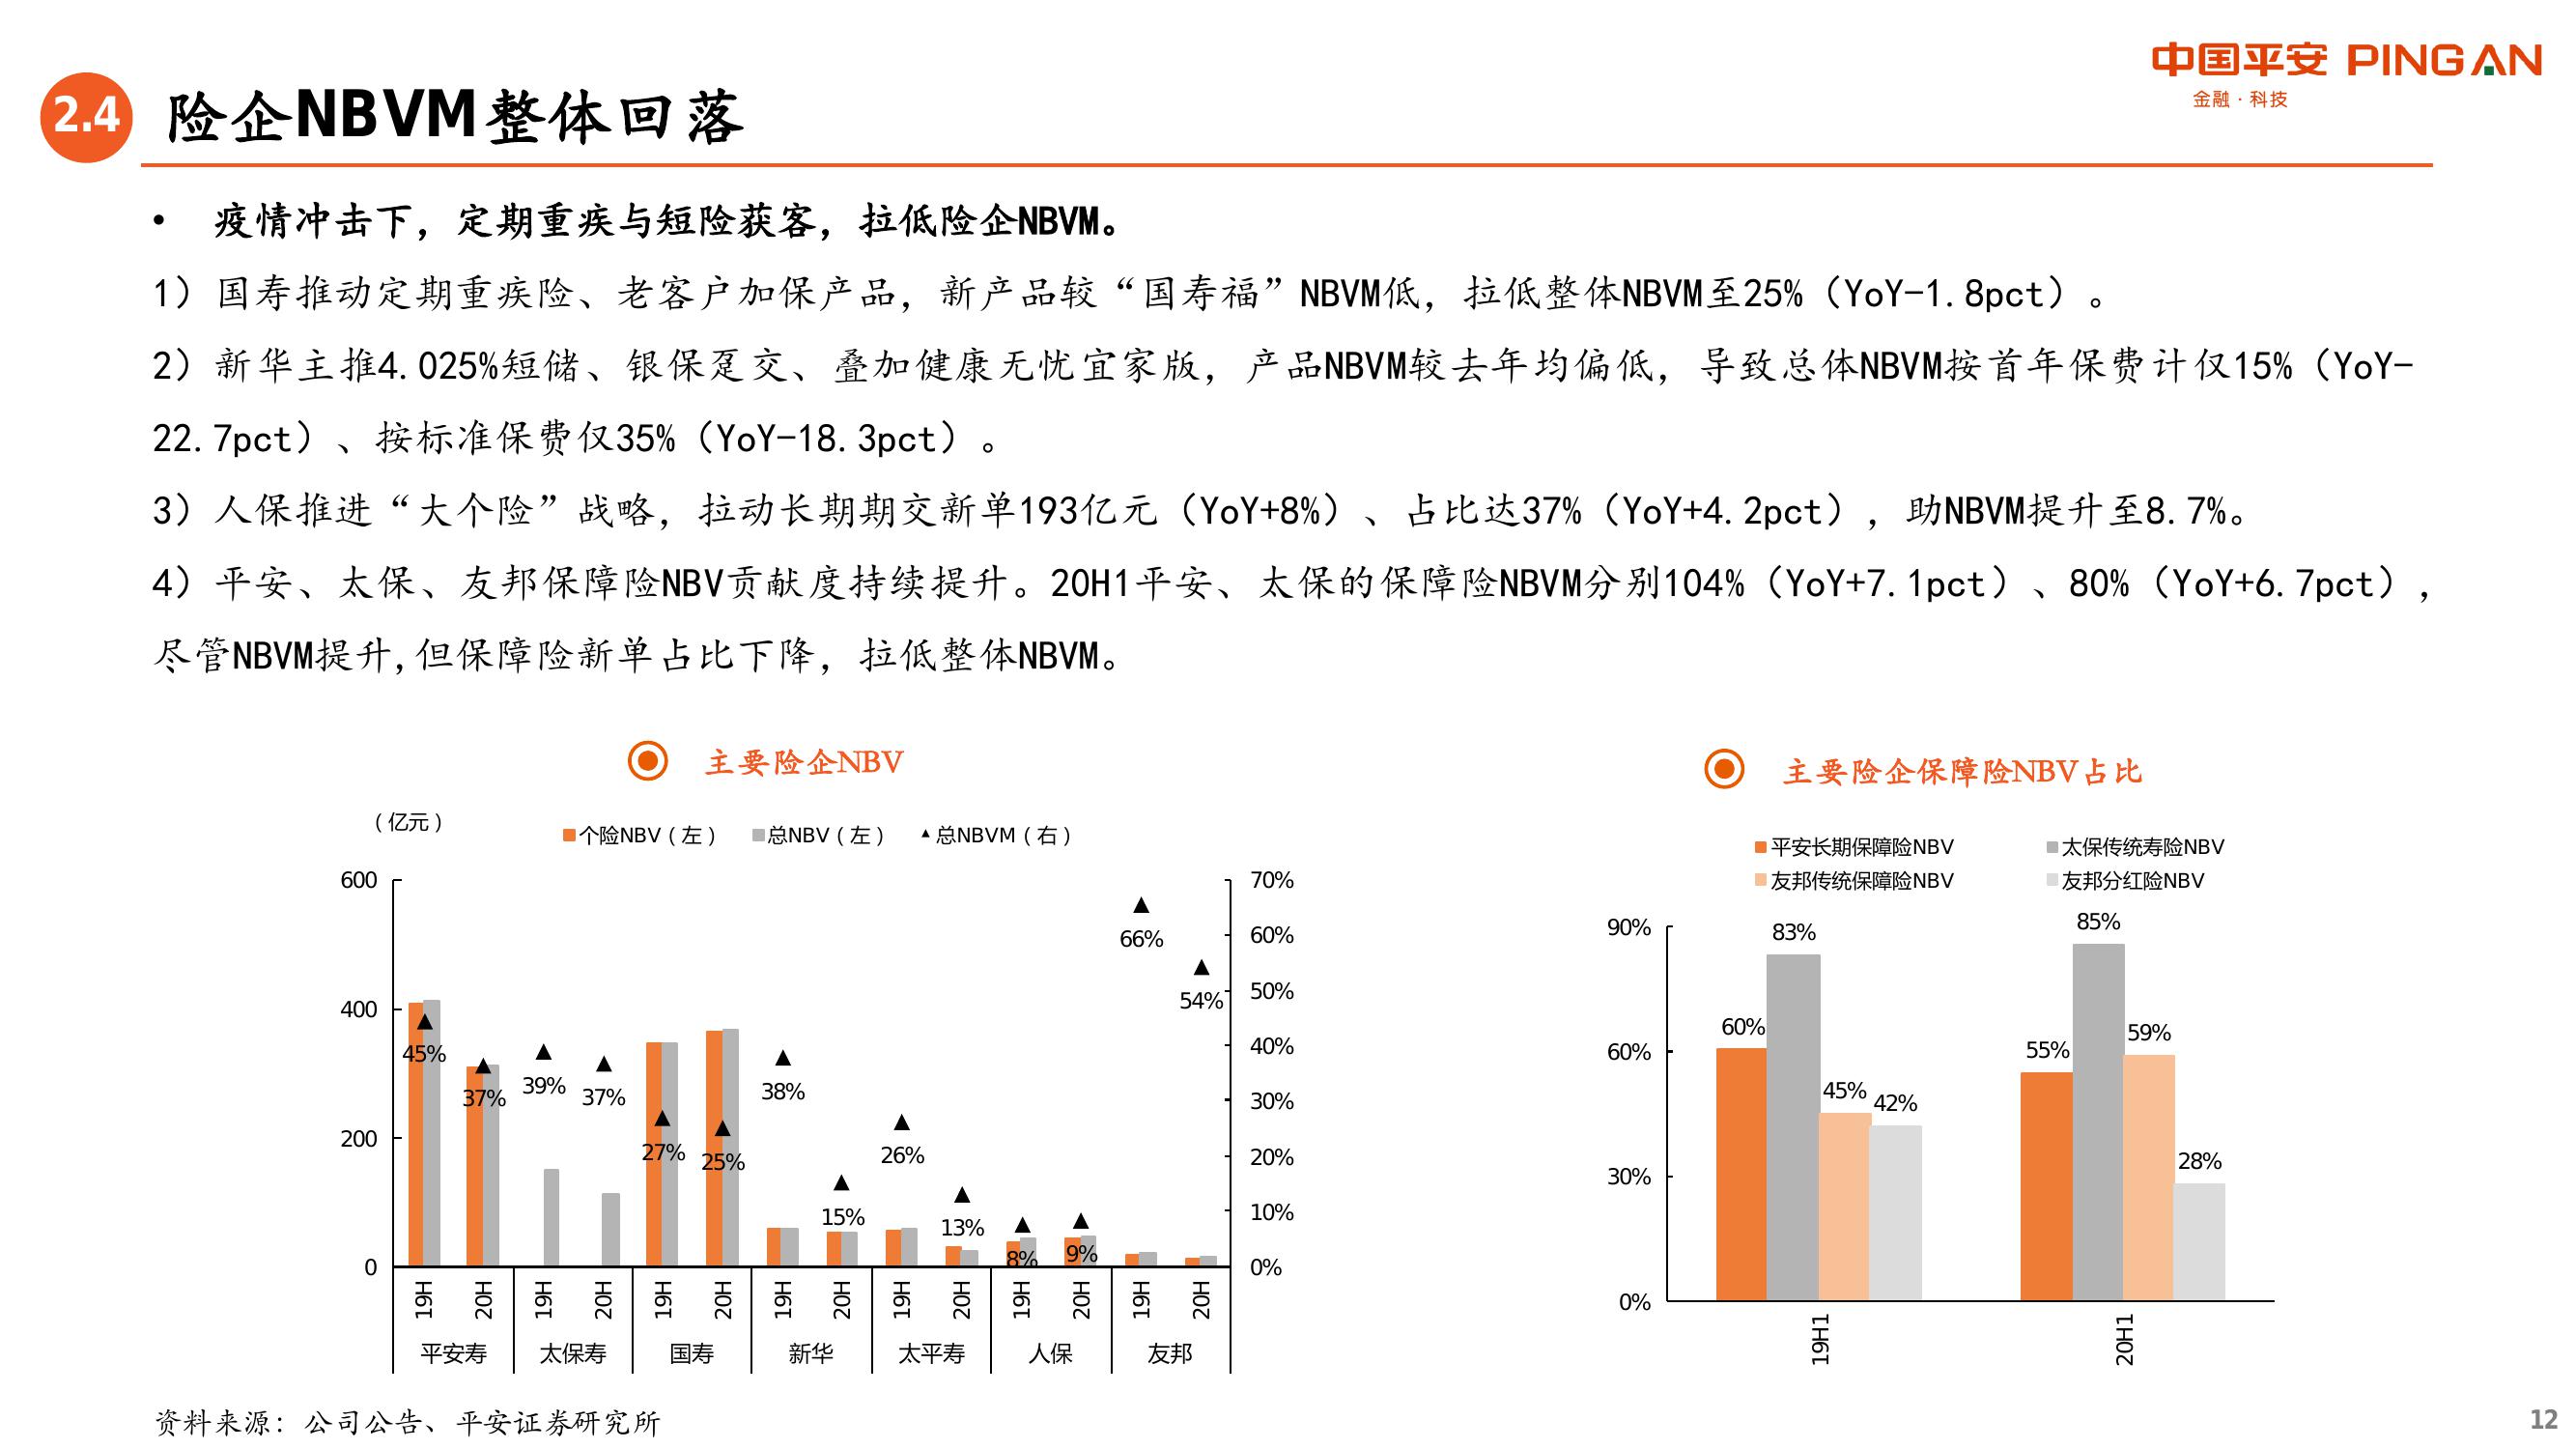 中国平安 PINGAN
金融·科技
2.4 险企NBVM整体回落
• 疫情冲击下，定期重疾与短险获客，拉低险企NBVM。
1）国寿推动定期重疾险、老客户加保产品，新产品较“国寿福”NBVM低，拉低整体NBVM至25%（YoY-1.8pct）。
2）新华主推4.025%短储、银保趸交、叠加健康无忧宜家版，产品NBVM较去年均偏低，导致总体NBVM按首年保费计仅15%（YoY-
22.7pct）、按标准保费仅35%（YoY-18.3pct）。
3）人保推进“大个险”战略，拉动长期期交新单193亿元（YoY+8%）、占比达37%（YoY+4.2pct），助NBVM提升至8.7%。
4）平安、太保、友邦保障险NBV贡献度持续提升。20H1平安、太保的保障险NBVM分别104%（YoY+7.1pct）、80%（YoY+6.7pct），
尽管NBVM提升,但保障险新单占比下降，拉低整体NBVM。
主要险企NBV
（亿元）
个险NBV（左） 总NBV（左） ▲总NBVM（右）
600
400
200
0
70%
60%
50%
40%
30%
20%
10%
0%
45%
37%
39%
37%
27%
25%
38%
15%
26%
13%
8%
9%
66%
54%
19H 20H 19H 20H 19H 20H 19H 20H 19H 20H 19H 20H 19H 20H
平安寿 太保寿 国寿 新华 太平寿 人保 友邦
主要险企保障险NBV占比
平安长期保障险NBV 太保传统寿险NBV
友邦传统保障险NBV 友邦分红险NBV
90%
60%
30%
0%
60%
83%
45%
42%
55%
85%
59%
28%
19H1 20H1
资料来源：公司公告、平安证券研究所
12